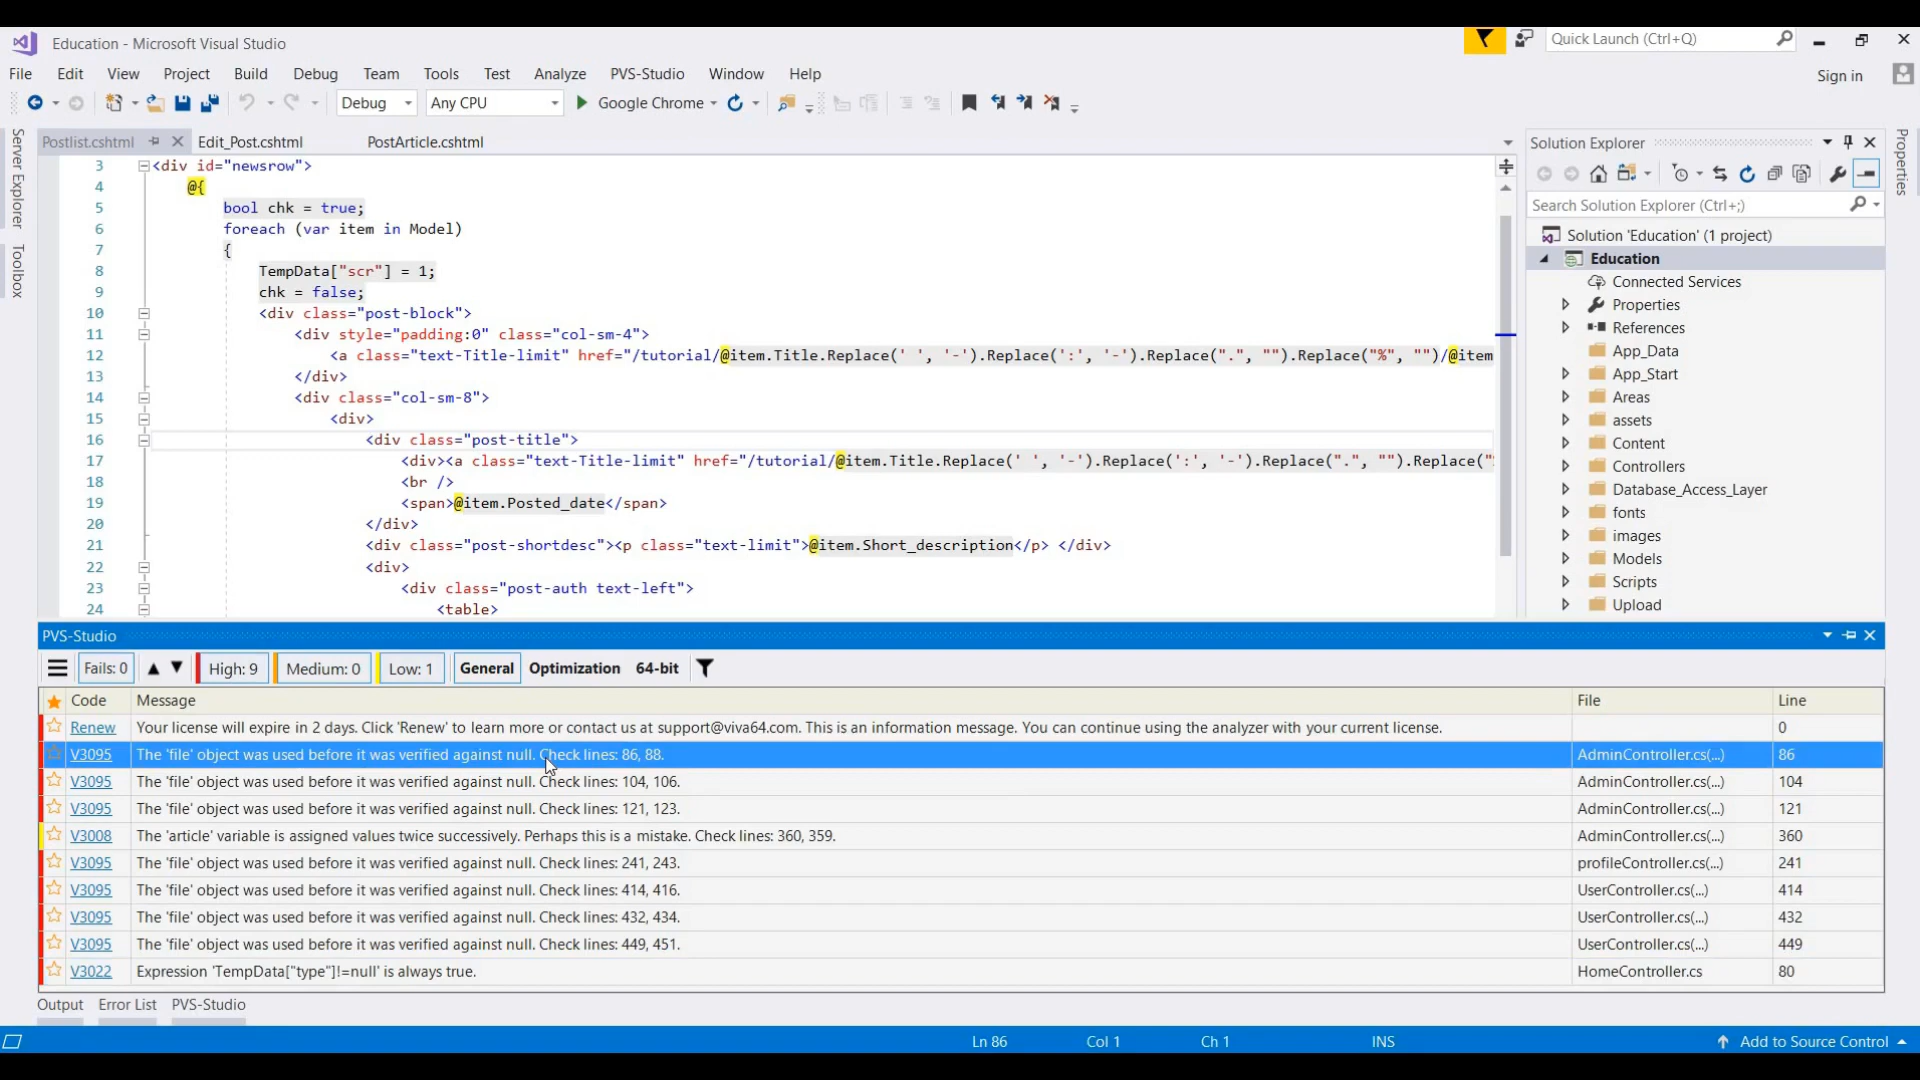 Education - Microsoft Visual Studio
Quick Launch (Ctrl+Q)
File Edit View Project Build Debug Team Tools Test Analyze PVS-Studio Window Help
Sign in
Debug Any CPU Google Chrome
Server Explorer
Toolbox
Postlist.cshtml Edit_Post.cshtml PostArticle.cshtml
3 <div id="newsrow">
4 @{
5 bool chk = true;
6 foreach (var item in Model)
7 {
8 TempData["scr"] = 1;
9 chk = false;
10 <div class="post-block">
11 <div style="padding:0" class="col-sm-4">
12 <a class="text-Title-limit" href="/tutorial/@item.Title.Replace(' ', '-').Replace(':', '-').Replace(".", "").Replace("%", "")/@item
13 </div>
14 <div class="col-sm-8">
15 <div>
16 <div class="post-title">
17 <div><a class="text-Title-limit" href="/tutorial/@item.Title.Replace(' ', '-').Replace(':', '-').Replace(".", "").Replace("
18 <br />
19 <span>@item.Posted_date</span>
20 </div>
21 <div class="post-shortdesc"><p class="text-limit">@item.Short_description</p> </div>
22 <div>
23 <div class="post-auth text-left">
24 <table>
Solution Explorer
Search Solution Explorer (Ctrl+;)
Solution 'Education' (1 project)
Education
Connected Services
Properties
References
App_Data
App_Start
Areas
assets
Content
Controllers
Database_Access_Layer
fonts
images
Models
Scripts
Upload
Properties
PVS-Studio
Fails: 0 High: 9 Medium: 0 Low: 1 General Optimization 64-bit
Code Message File Line
Renew Your license will expire in 2 days. Click 'Renew' to learn more or contact us at support@viva64.com. This is an information message. You can continue using the analyzer with your current license. 0
V3095 The 'file' object was used before it was verified against null. Check lines: 86, 88. AdminController.cs(...) 86
V3095 The 'file' object was used before it was verified against null. Check lines: 104, 106. AdminController.cs(...) 104
V3095 The 'file' object was used before it was verified against null. Check lines: 121, 123. AdminController.cs(...) 121
V3008 The 'article' variable is assigned values twice successively. Perhaps this is a mistake. Check lines: 360, 359. AdminController.cs(...) 360
V3095 The 'file' object was used before it was verified against null. Check lines: 241, 243. profileController.cs(...) 241
V3095 The 'file' object was used before it was verified against null. Check lines: 414, 416. UserController.cs(...) 414
V3095 The 'file' object was used before it was verified against null. Check lines: 432, 434. UserController.cs(...) 432
V3095 The 'file' object was used before it was verified against null. Check lines: 449, 451. UserController.cs(...) 449
V3022 Expression 'TempData["type"]!=null' is always true. HomeController.cs 80
Output Error List PVS-Studio
Ln 86 Col 1 Ch 1 INS Add to Source Control